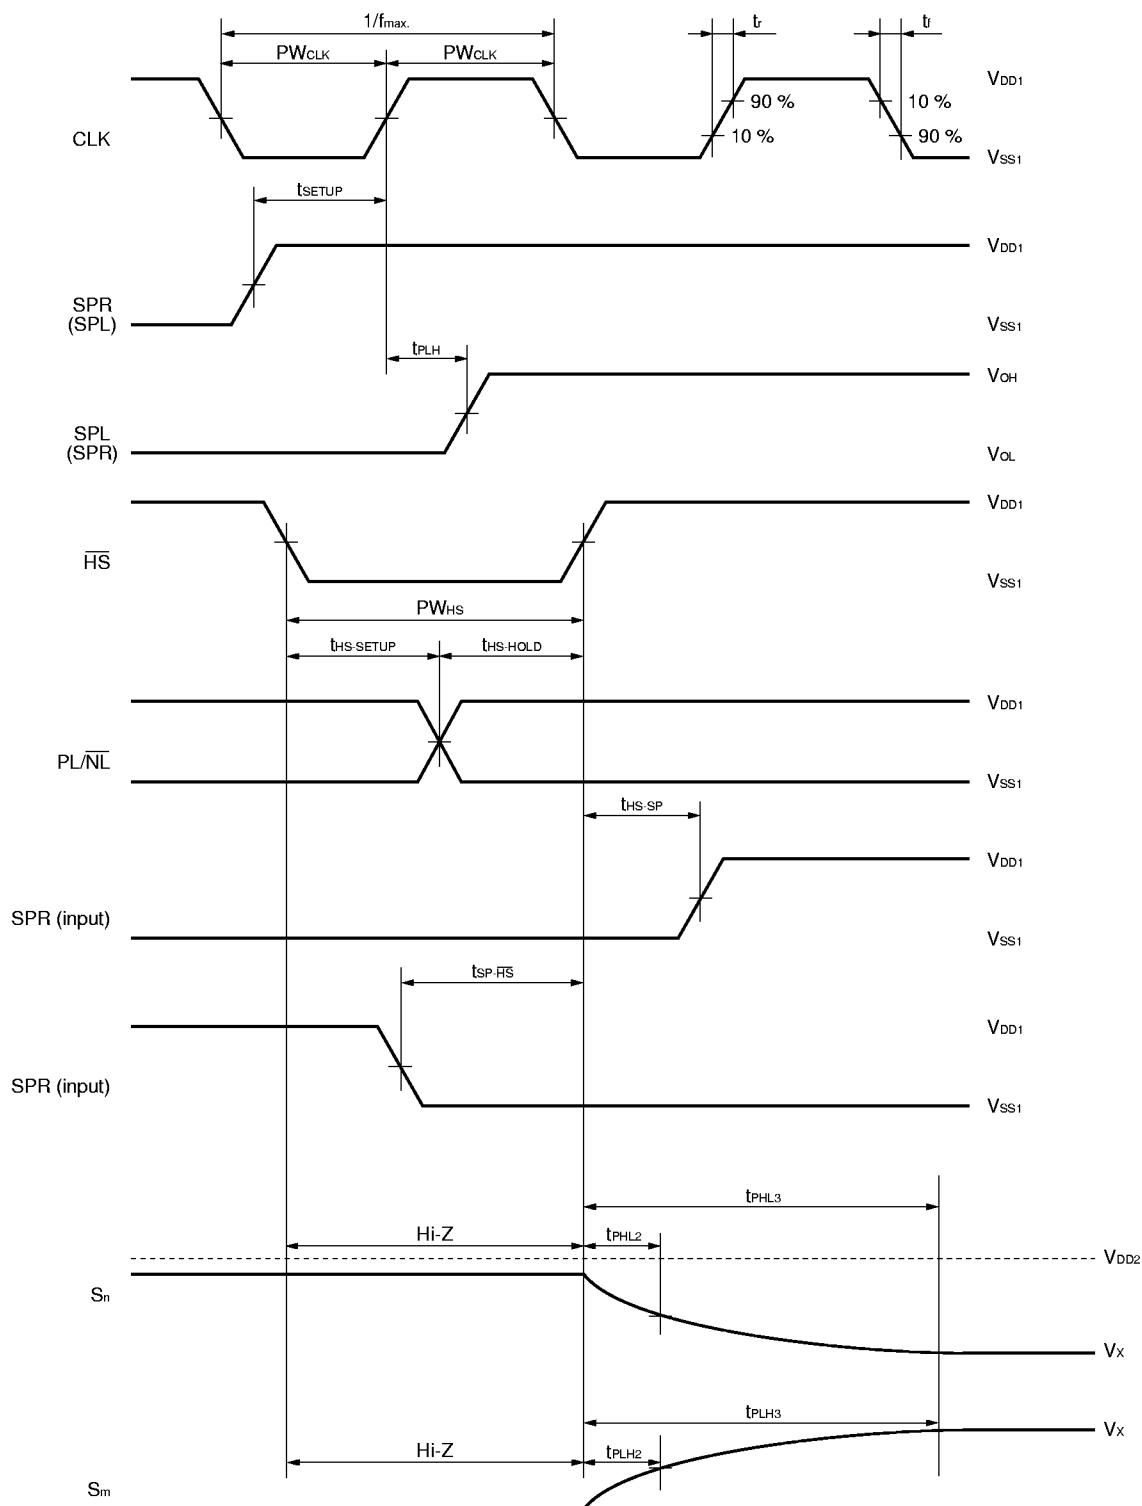 1/fmax. tr tf
PWCLK PWCLK
VDD1
90 % 10 %
CLK 10 % 90 %
VSS1
tSETUP
VDD1
SPR
(SPL) VSS1
tPLH
VOH
SPL
(SPR) VOL
VDD1
HS
VSS1
PWHS
tHS-SETUP tHS-HOLD
VDD1
PL/NL
VSS1
tHS-SP
VDD1
SPR (input) VSS1
tSP-HS
VDD1
SPR (input) VSS1
tPHL3
Hi-Z tPHL2
VDD2
Sn
VX
tPLH3 VX
Hi-Z tPLH2
Sm